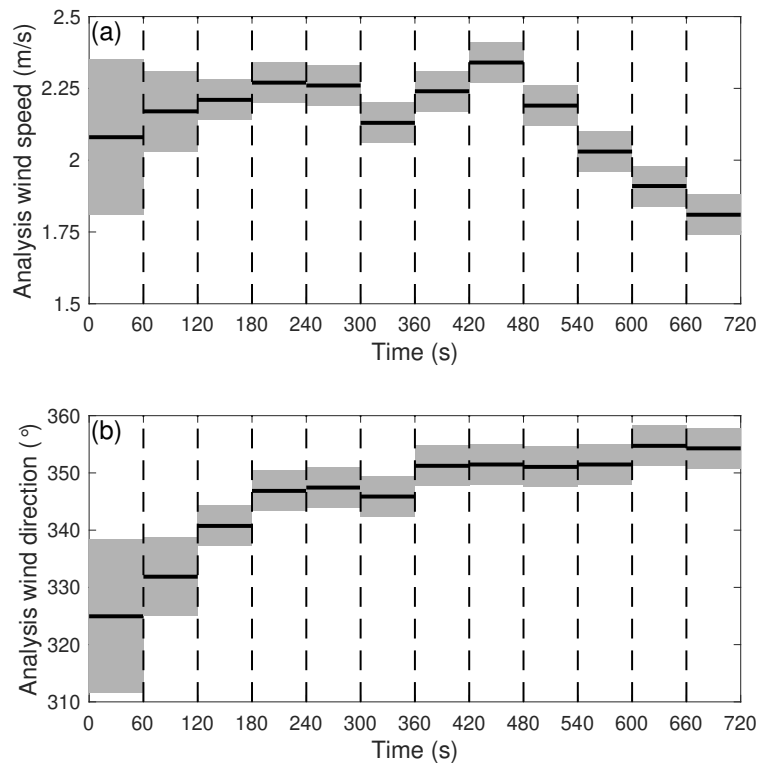 (a)
Analysis wind speed (m/s)
2.5
2.25
2
1.75
1.5
0 60 120 180 240 300 360 420 480 540 600 660 720
Time (s)
(b)
Analysis wind direction (°)
360
350
340
330
320
310
0 60 120 180 240 300 360 420 480 540 600 660 720
Time (s)